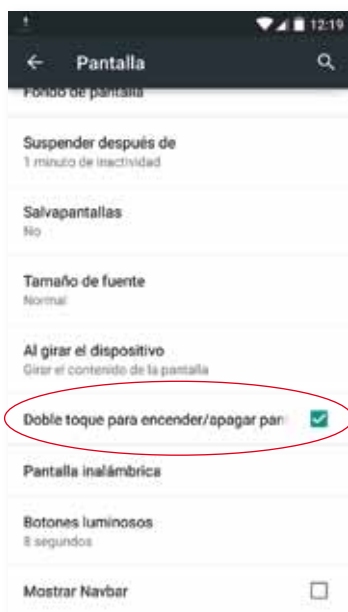 12:19
Pantalla
Fondo de pantalla
Suspender después de
1 minuto de inactividad
Salvapantallas
No
Tamaño de fuente
Normal
Al girar el dispositivo
Girar el contenido de la pantalla
Doble toque para encender/apagar pan
Pantalla inalámbrica
Botones luminosos
8 segundos
Mostrar Navbar